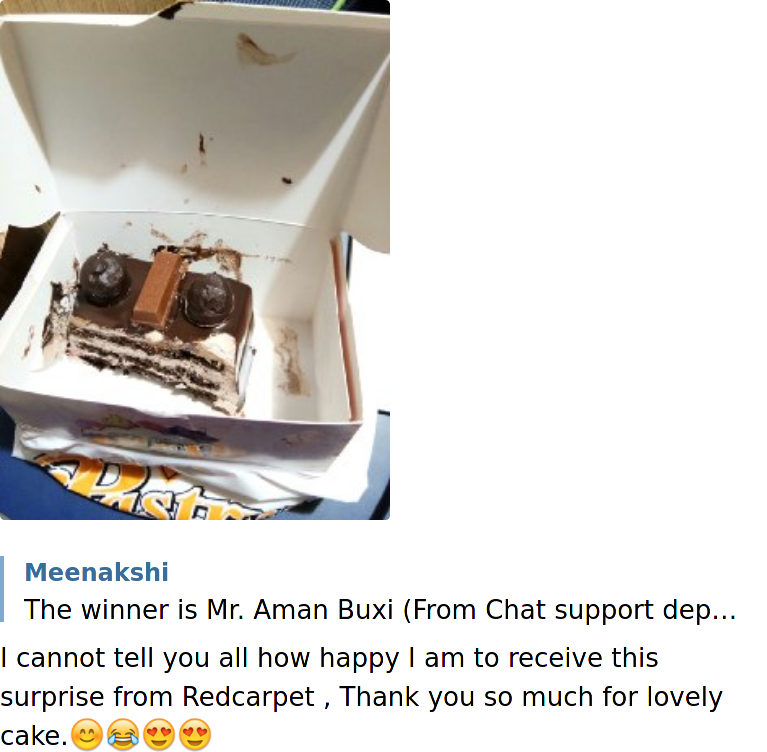 Pastr
Meenakshi
The winner is Mr. Aman Buxi (From Chat support dep...
I cannot tell you all how happy I am to receive this
surprise from Redcarpet , Thank you so much for lovely
cake.😊😂😍😍